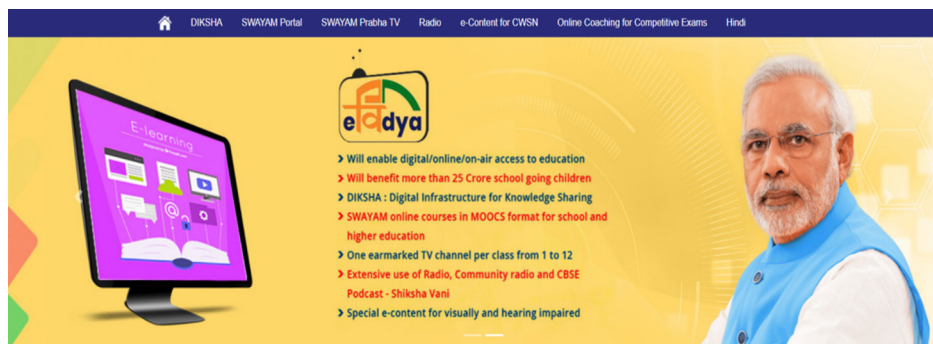 DIKSHA SWAYAM Portal SWAYAM Prabha TV Radio e-Content for CWSN Online Coaching for Competitive Exams Hindi
E-learning
eविdya
Will enable digital/online/on-air access to education
Will benefit more than 25 Crore school going children
DIKSHA : Digital Infrastructure for Knowledge Sharing
SWAYAM online courses in MOOCS format for school and
higher education
One earmarked TV channel per class from 1 to 12
Extensive use of Radio, Community radio and CBSE
Podcast - Shiksha Vani
Special e-content for visually and hearing impaired